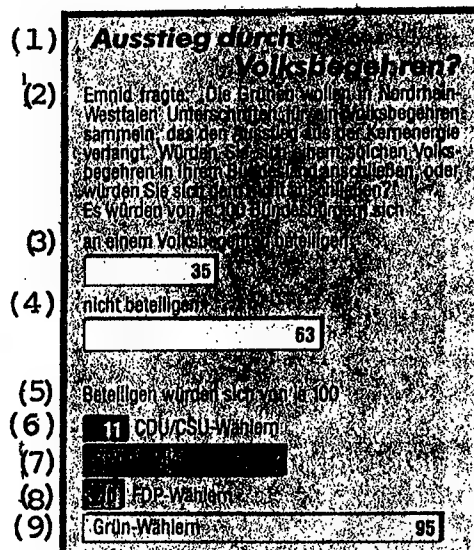 (1) Ausstieg durch
Volksbegehren?
(2) Emnid fragte: „Die Grünen wollen in Nordrhein-
Westfalen Unterschriften für ein Volksbegehren
sammeln, das den Ausstieg aus der Kernenergie
verlangt. Würden Sie sich einem solchen Volks-
begehren in Ihrem Bundesland anschließen, oder
würden Sie sich dem nicht anschließen?"
Es würden von je 100 Bundesbürgern sich
(3) an einem Volksbegehren beteiligen
35
(4) nicht beteiligen
63
(5) Beteiligen würden sich von je 100
(6) 11 CDU/CSU-Wählern
(7)
(8) FDP-Wählern
(9) Grün-Wählern 95